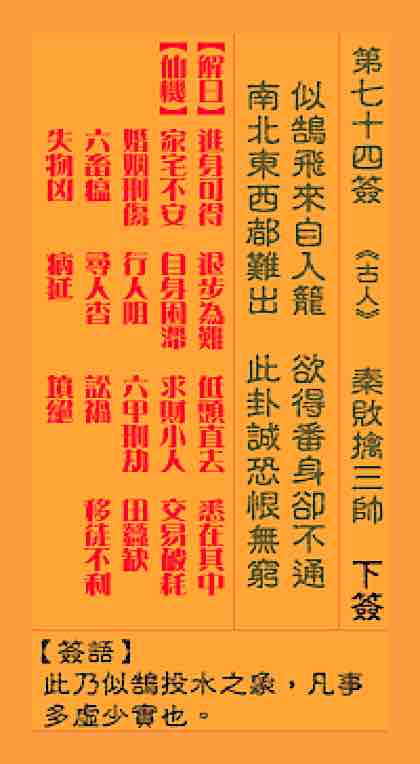 第七十四簽 《古人》 秦敗擒三帥 下簽
似鵠飛來自入籠 欲得番身卻不通
南北東西都難出 此卦誠恐恨無窮
【解曰】進身可得 退步為難 低頭直去 悉在其中
【仙機】家宅不安 自身困滯 求財小人 交易破耗
婚姻刑傷 行人阻 六甲刑劫 田蠶缺
六畜瘟 尋人杳 訟禍 移徙不利
失物凶 病延 墳絕
【簽語】
此乃似鵠投水之象,凡事
多虛少實也。